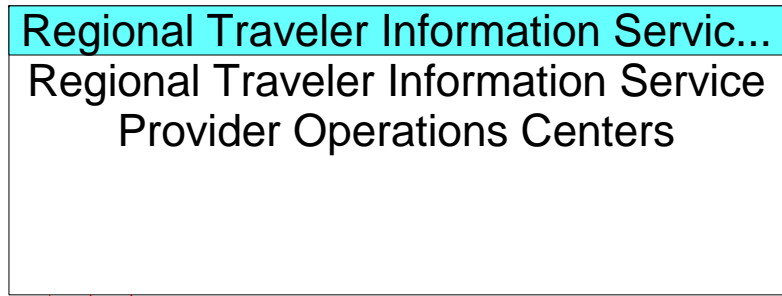 Regional Traveler Information Servic...
Regional Traveler Information Service
Provider Operations Centers